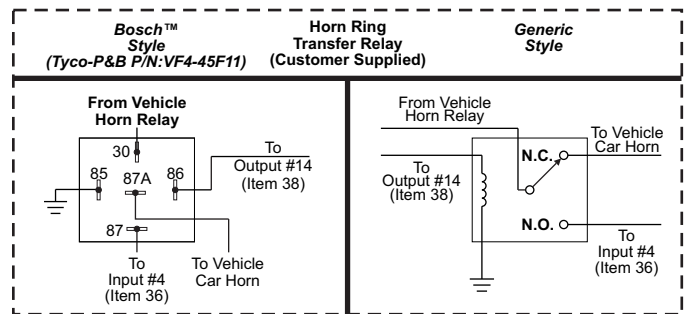 Bosch™
Style
(Tyco-P&B P/N:VF4-45F11)
Horn Ring
Transfer Relay
(Customer Supplied)
Generic
Style
From Vehicle
Horn Relay
30
85
87A
86
87
To
Output #14
(Item 38)
To
Input #4
(Item 36)
To Vehicle
Car Horn
From Vehicle
Horn Relay
To
Output #14
(Item 38)
N.C.
To Vehicle
Car Horn
N.O.
To
Input #4
(Item 36)